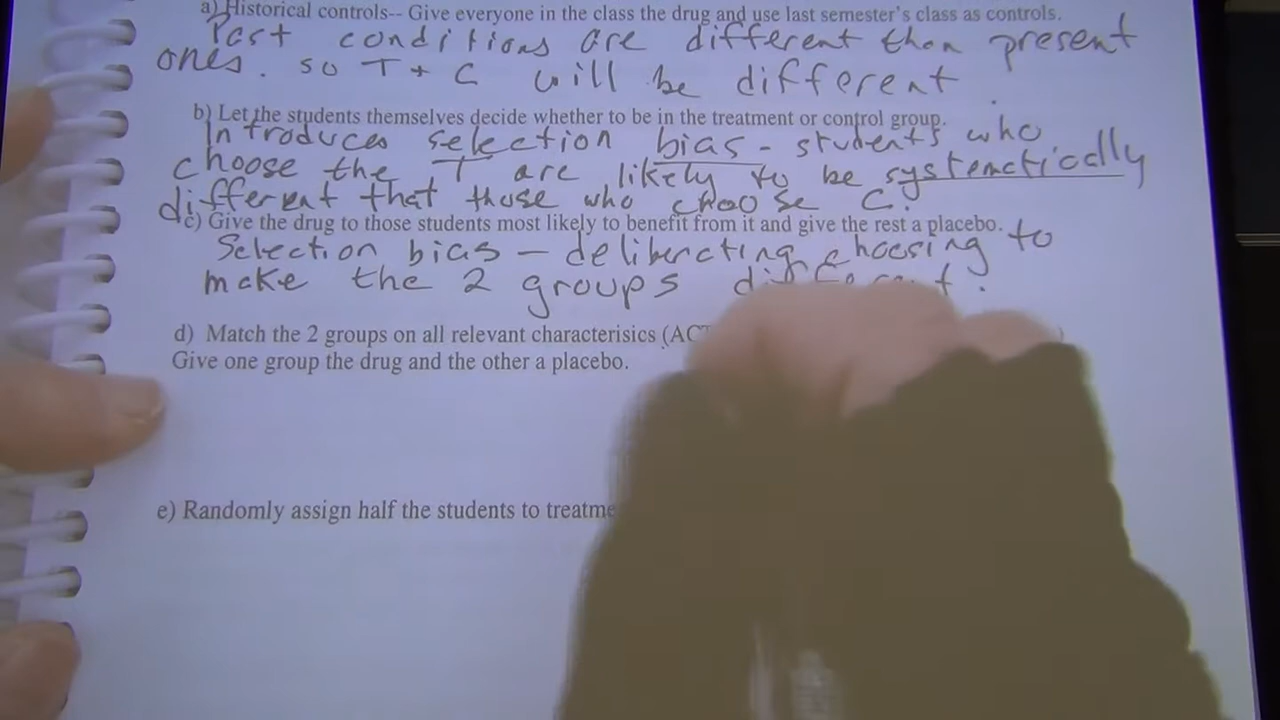 a) Historical controls-- Give everyone in the class the drug and use last semester's class as controls.
Past conditions are different than present
ones. so T + C will be different.
b) Let the students themselves decide whether to be in the treatment or control group.
Introduces selection bias - students who
choose the T are likely to be systematically
different that those who choose C.
c) Give the drug to those students most likely to benefit from it and give the rest a placebo.
Selection bias — deliberating choosing to
make the 2 groups different.
d) Match the 2 groups on all relevant characterisics (AC
Give one group the drug and the other a placebo.
e) Randomly assign half the students to treatme